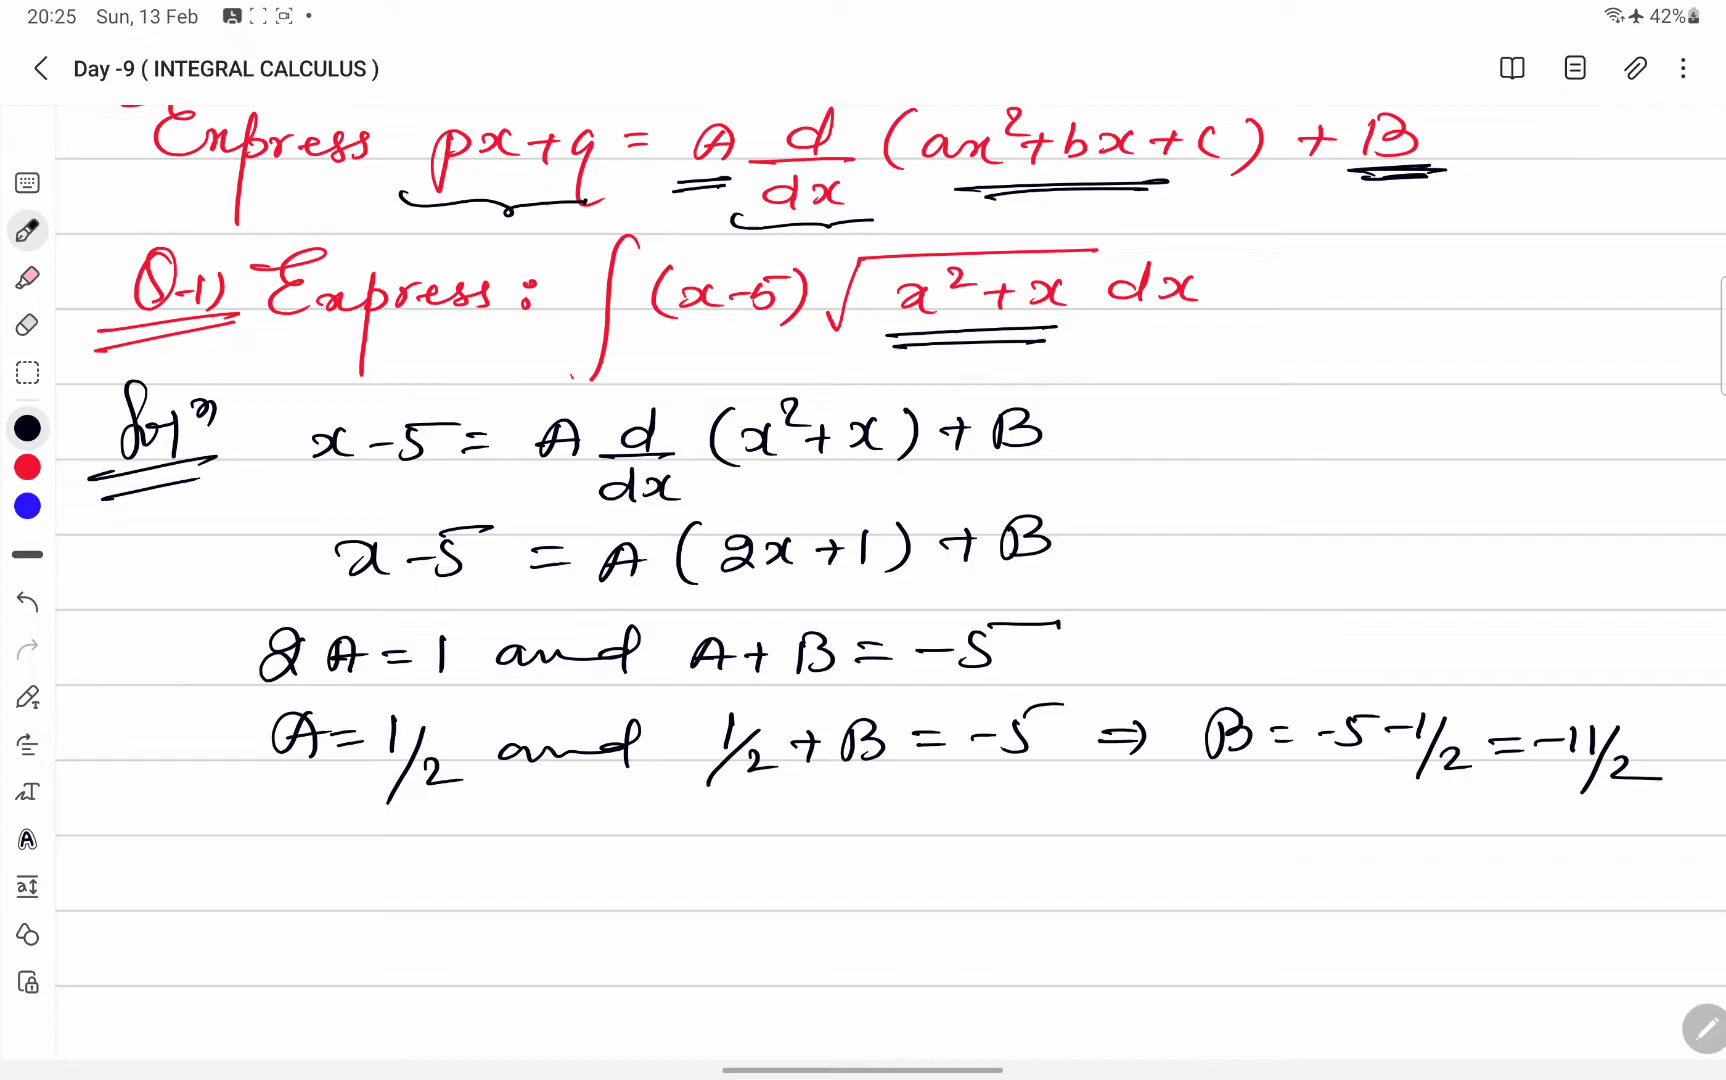 20:25 Sun, 13 Feb 42%
Day -9 ( INTEGRAL CALCULUS )
Express px+q = A d/dx (ax²+bx+c) + B
Q-1) Express: ∫ (x-5) √(x²+x) dx
Solⁿ x-5 = A d/dx (x²+x) + B
x-5 = A (2x+1) + B
2A = 1 and A+B = -5
A = 1/2 and 1/2 + B = -5 ⇒ B = -5-1/2 = -11/2